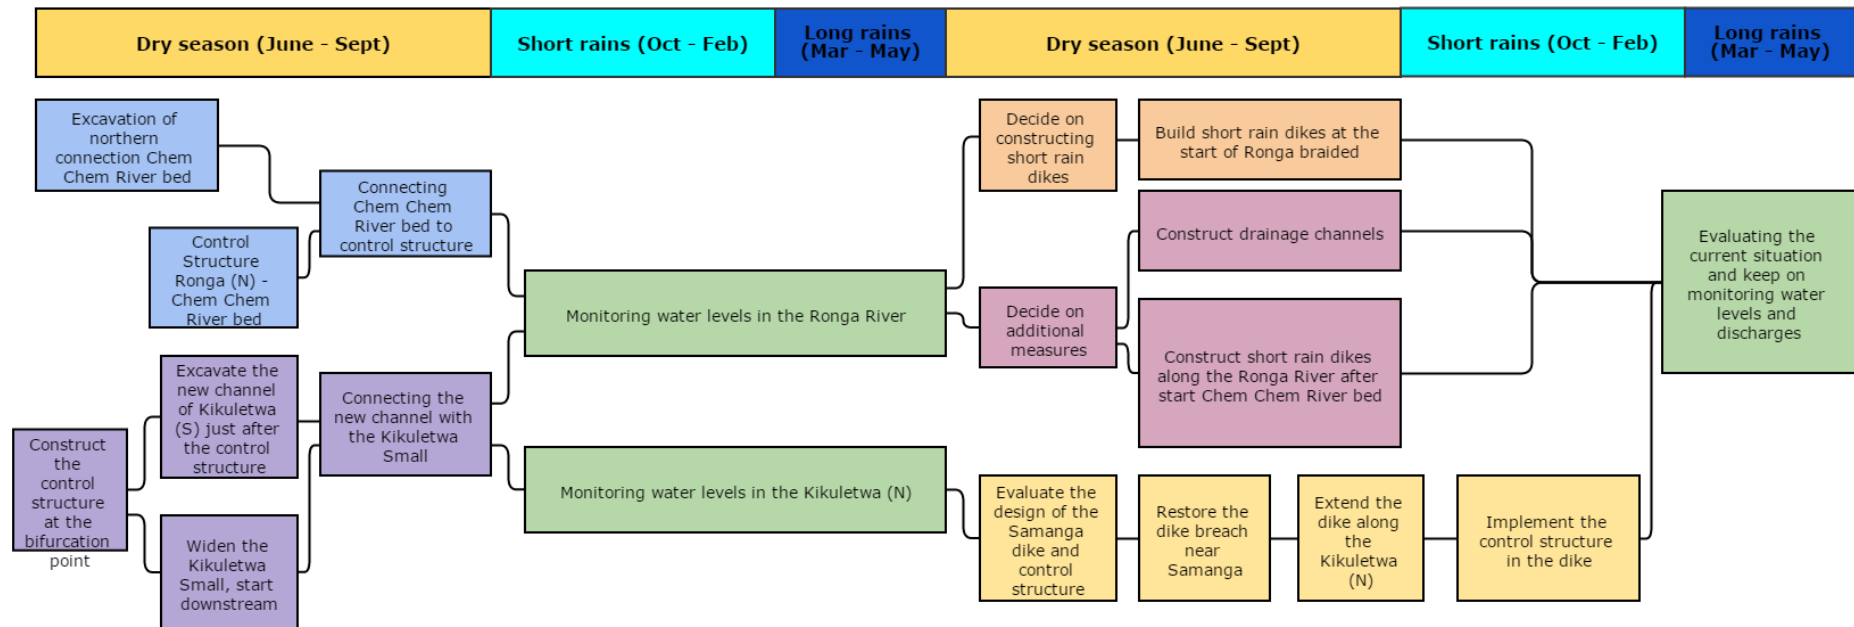 Dry season (June - Sept)
Short rains (Oct - Feb)
Long rains
(Mar - May)
Dry season (June - Sept)
Short rains (Oct - Feb)
Long rains
(Mar - May)
Excavation of
northern
connection Chem
Chem River bed
Control
Structure
Ronga (N) -
Chem Chem
River bed
Connecting
Chem Chem
River bed to
control structure
Construct
the
control
structure
at the
bifurcation
point
Excavate the
new channel
of Kikuletwa
(S) just after
the control
structure
Widen the
Kikuletwa
Small, start
downstream
Connecting the
new channel with
the Kikuletwa
Small
Monitoring water levels in the Ronga River
Monitoring water levels in the Kikuletwa (N)
Decide on
constructing
short rain
dikes
Build short rain dikes at the
start of Ronga braided
Decide on
additional
measures
Construct drainage channels
Construct short rain dikes
along the Ronga River after
start Chem Chem River bed
Evaluate the
design of the
Samanga
dike and
control
structure
Restore the
dike breach
near
Samanga
Extend the
dike along
the
Kikuletwa
(N)
Implement the
control structure
in the dike
Evaluating the
current situation
and keep on
monitoring water
levels and
discharges